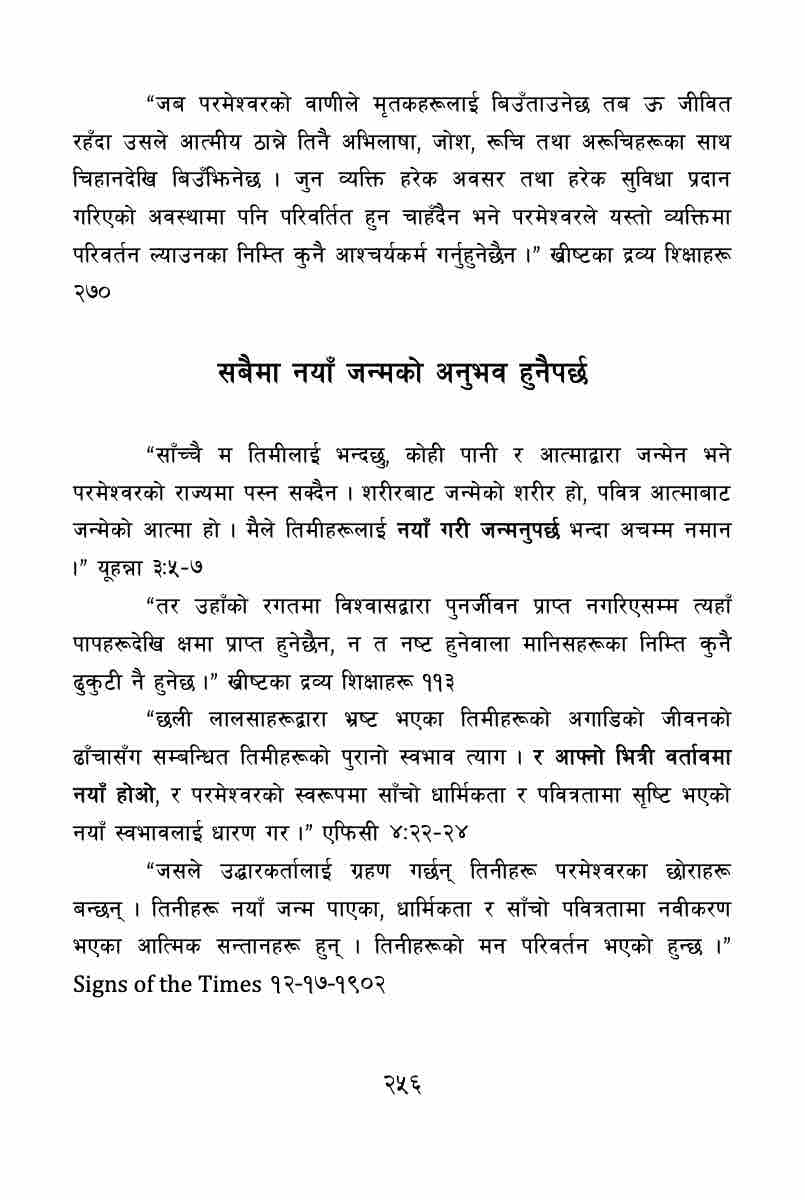 “जब परमेश्वरको वाणीले मृतकहरूलाई बिउँताउनेछ तब ऊ जीवित
रहँदा उसले आत्मीय ठान्ने तिनै अभिलाषा, जोश, रूचि तथा अरूचिहरूका साथ
चिहानदेखि बिउँझिनेछ । जुन व्यक्ति हरेक अवसर तथा हरेक सुविधा प्रदान
गरिएको अवस्थामा पनि परिवर्तित हुन चाहँदैन भने परमेश्वरले यस्तो व्यक्तिमा
परिवर्तन ल्याउनका निम्ति कुनै आश्चर्यकर्म गर्नुहुनेछैन ।” ख्रीष्टका द्रव्य शिक्षाहरू
२७०
सबैमा नयाँ जन्मको अनुभव हुनैपर्छ
“साँच्चै म तिमीलाई भन्दछु, कोही पानी र आत्माद्वारा जन्मेन भने
परमेश्वरको राज्यमा पस्न सक्दैन । शरीरबाट जन्मेको शरीर हो, पवित्र आत्माबाट
जन्मेको आत्मा हो । मैले तिमीहरूलाई नयाँ गरी जन्मनुपर्छ भन्दा अचम्म नमान
।” यूहन्ना ३:५-७
“तर उहाँको रगतमा विश्वासद्वारा पुनर्जीवन प्राप्त नगरिएसम्म त्यहाँ
पापहरूदेखि क्षमा प्राप्त हुनेछैन, न त नष्ट हुनेवाला मानिसहरूका निम्ति कुनै
ढुकुटी नै हुनेछ ।” ख्रीष्टका द्रव्य शिक्षाहरू ११३
“छली लालसाहरूद्वारा भ्रष्ट भएका तिमीहरूको अगाडिको जीवनको
ढाँचासँग सम्बन्धित तिमीहरूको पुरानो स्वभाव त्याग । र आफ्नो भित्री वर्तावमा
नयाँ होओ, र परमेश्वरको स्वरूपमा साँचो धार्मिकता र पवित्रतामा सृष्टि भएको
नयाँ स्वभावलाई धारण गर ।” एफिसी ४:२२-२४
“जसले उद्धारकर्तालाई ग्रहण गर्छन् तिनीहरू परमेश्वरका छोराहरू
बन्छन् । तिनीहरू नयाँ जन्म पाएका, धार्मिकता र साँचो पवित्रतामा नवीकरण
भएका आत्मिक सन्तानहरू हुन् । तिनीहरूको मन परिवर्तन भएको हुन्छ ।”
Signs of the Times १२-१७-१९०२
२५६